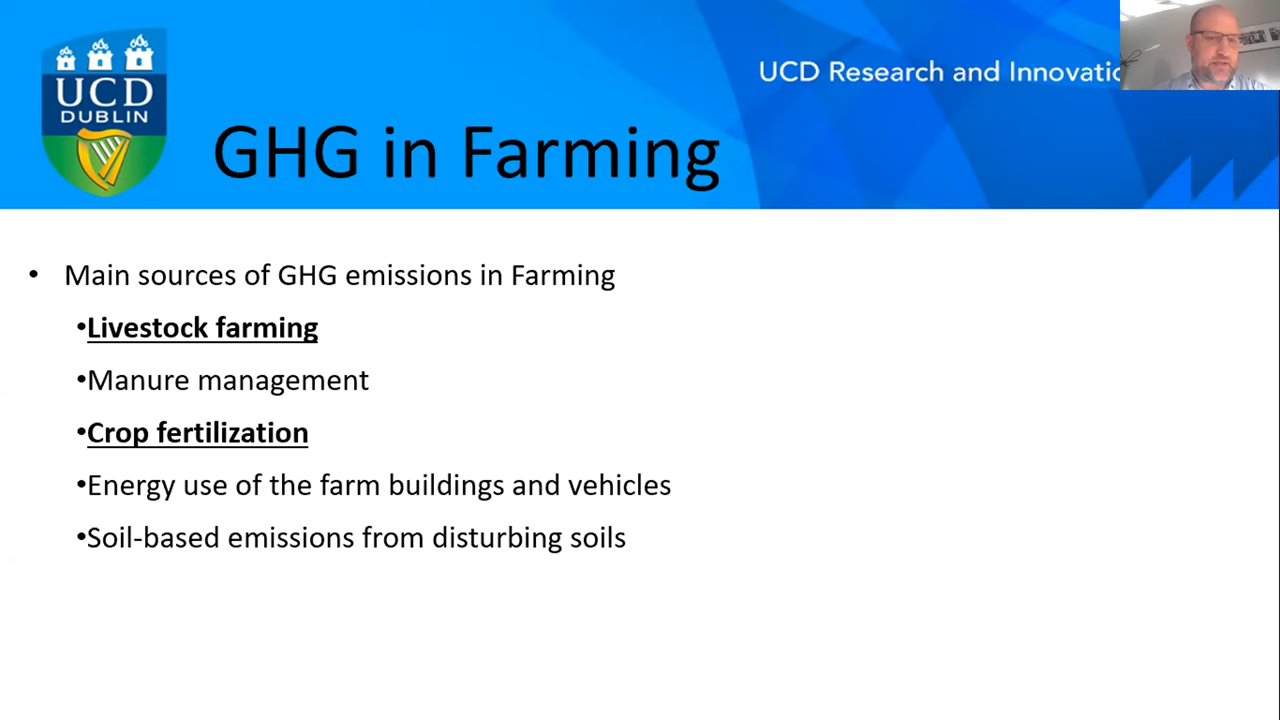 UCD
DUBLIN
UCD Research and Innovatio
GHG in Farming
• Main sources of GHG emissions in Farming
•Livestock farming
•Manure management
•Crop fertilization
•Energy use of the farm buildings and vehicles
•Soil-based emissions from disturbing soils